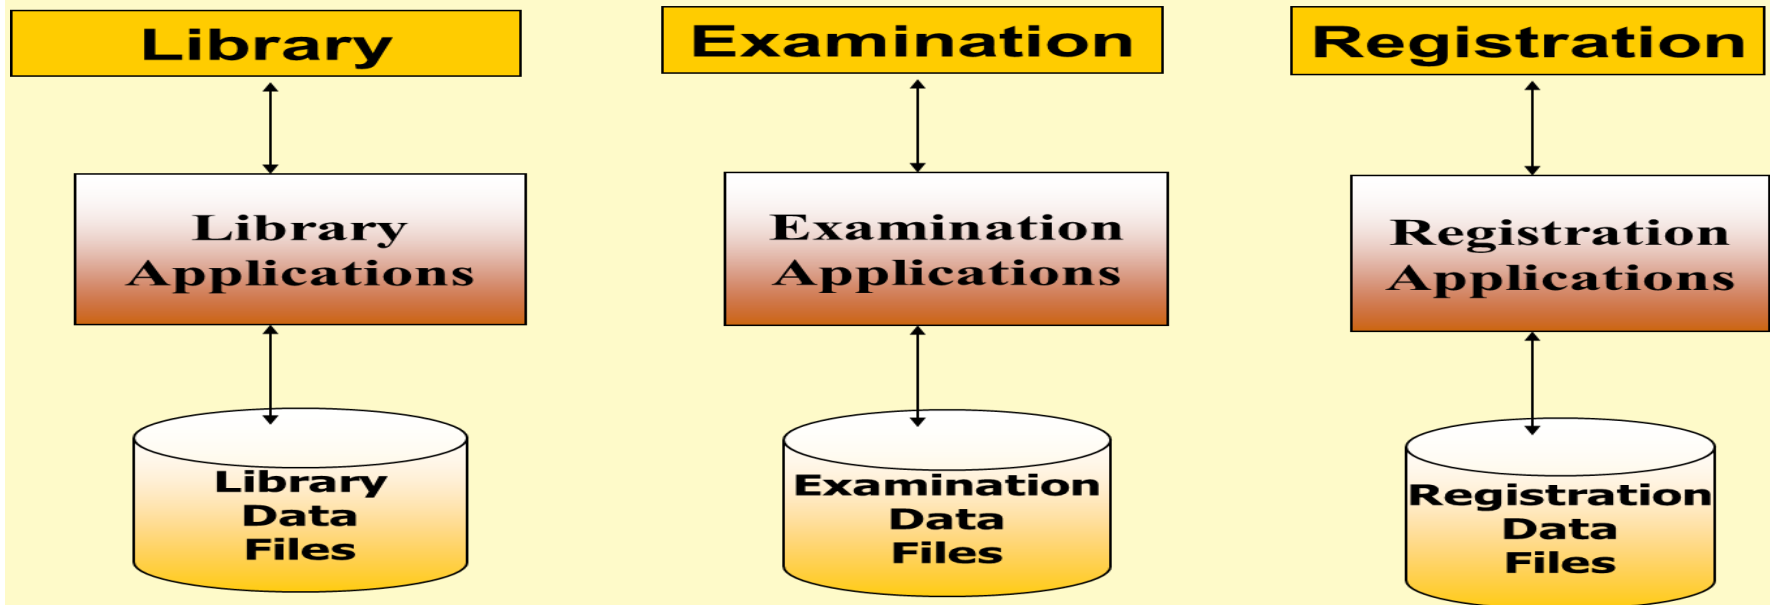 Library
Examination
Registration
Library
Applications
Examination
Applications
Registration
Applications
Library
Data
Files
Examination
Data
Files
Registration
Data
Files